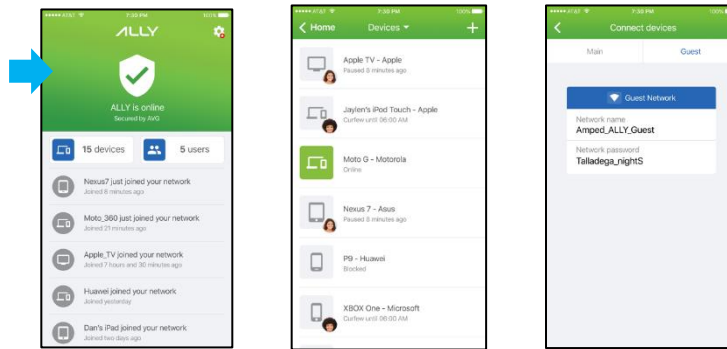 AT&T 7:30 PM 100%
ALLY
ALLY is online
Secured by AVG
15 devices
5 users
Nexus7 just joined your network
Joined 8 minutes ago
Moto_360 just joined your network
Joined 21 minutes ago
Apple_TV joined your network
Joined 7 hours and 30 minutes ago
Huawei joined your network
Joined yesterday
Dan's iPad joined your network
Joined two days ago
AT&T 7:30 PM 100%
Home Devices +
Apple TV - Apple
Paused 8 minutes ago
Jaylen's iPod Touch - Apple
Curfew until 06:00 AM
Moto G - Motorola
Online
Nexus 7 - Asus
Paused 8 minutes ago
P9 - Huawei
Blocked
XBOX One - Microsoft
Curfew until 06:00 AM
AT&T 7:30 PM 100%
Connect devices
Main Guest
Guest Network
Network name
Amped_ALLY_Guest
Network password
Talladega_nightS